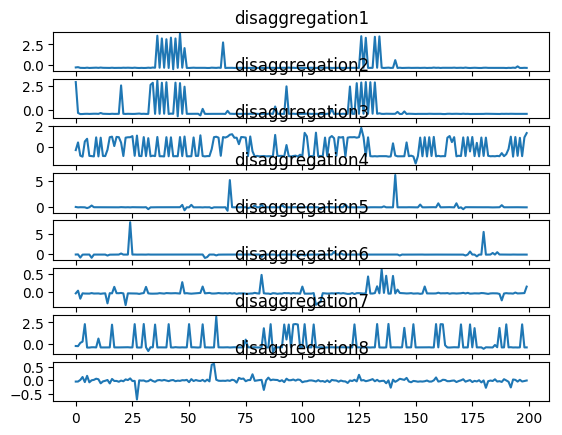 disaggregation1
2.5
0.0
disaggregation2
2.5
0.0
disaggregation3
2
0
disaggregation4
5
0
disaggregation5
5
0
disaggregation6
0.5
0.0
disaggregation7
2.5
0.0
disaggregation8
0.5
0.0
−0.5
0 25 50 75 100 125 150 175 200